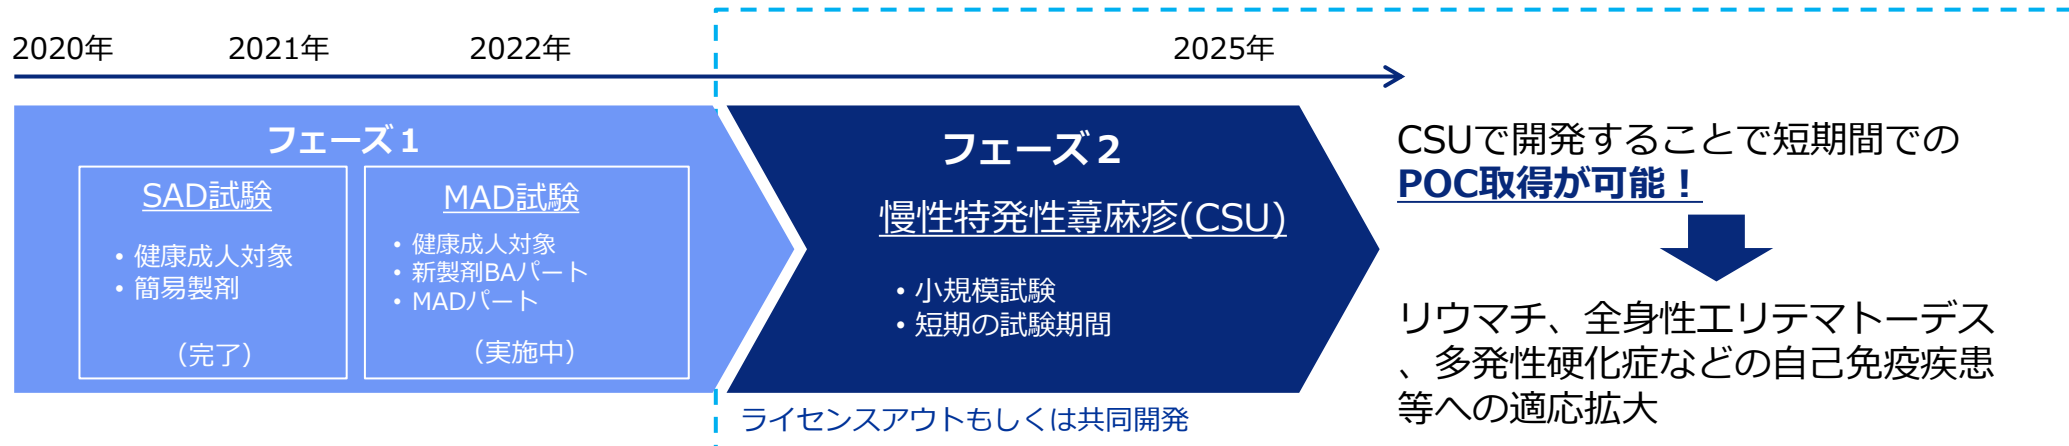 2020年
2021年
2022年
2025年
フェーズ１
SAD試験
・健康成人対象
・簡易製剤
（完了）
MAD試験
・健康成人対象
・新製剤BAパート
・MADパート
（実施中）
フェーズ２
慢性特発性蕁麻疹(CSU)
・小規模試験
・短期の試験期間
ライセンスアウトもしくは共同開発
CSUで開発することで短期間での
POC取得が可能！
リウマチ、全身性エリテマトーデス
、多発性硬化症などの自己免疫疾患
等への適応拡大